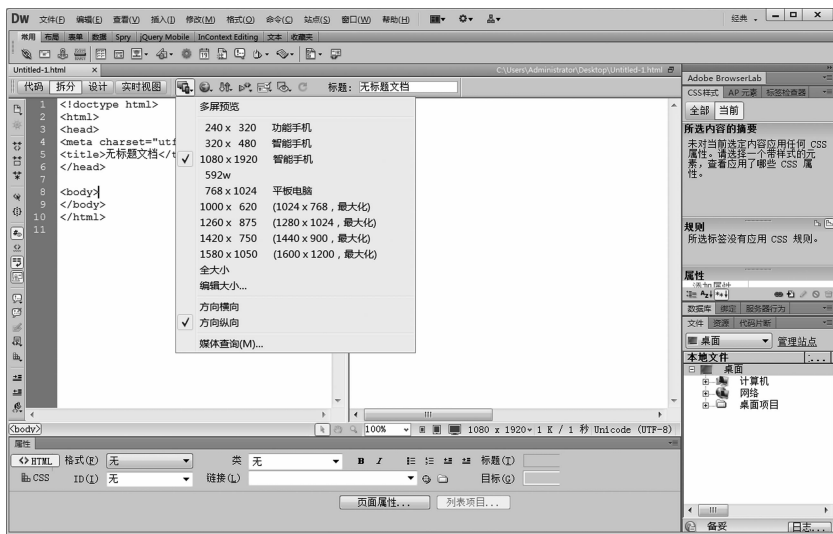 DW 文件(F) 编辑(E) 查看(V) 插入(I) 修改(M) 格式(O) 命令(C) 站点(S) 窗口(W) 帮助(H) 经典
常用 布局 表单 数据 Spry jQuery Mobile InContext Editing 文本 收藏夹
Untitled-1.html × C:\Users\Administrator\Desktop\Untitled-1.html
代码 拆分 设计 实时视图 标题: 无标题文档
1 <!doctype html>
2 <html>
3 <head>
4 <meta charset="utf
5 <title>无标题文档</t
6 </head>
7
8 <body>
9 </body>
10 </html>
11
多屏预览
240 x 320 功能手机
320 x 480 智能手机
✓ 1080 x 1920 智能手机
592w
768 x 1024 平板电脑
1000 x 620 (1024 x 768，最大化)
1260 x 875 (1280 x 1024，最大化)
1420 x 750 (1440 x 900，最大化)
1580 x 1050 (1600 x 1200，最大化)
全大小
编辑大小...
方向横向
✓ 方向纵向
媒体查询(M)...
<body> 100% 1080 x 1920 1 K / 1 秒 Unicode (UTF-8)
属性
<> HTML 格式(F) 无 类 无 B I 标题(T)
CSS ID(I) 无 链接(L) 目标(G)
页面属性... 列表项目...
Adobe BrowserLab
CSS样式 AP 元素 标签检查器
全部 当前
所选内容的摘要
未对当前选定内容应用任何 CSS
属性。请选择一个带样式的元
素，查看应用了哪些 CSS 属
性。
规则
所选标签没有应用 CSS 规则。
属性
添加属性
数据库 绑定 服务器行为
文件 资源 代码片断
桌面 管理站点
本地文件
桌面
计算机
网络
桌面项目
备妥 日志...